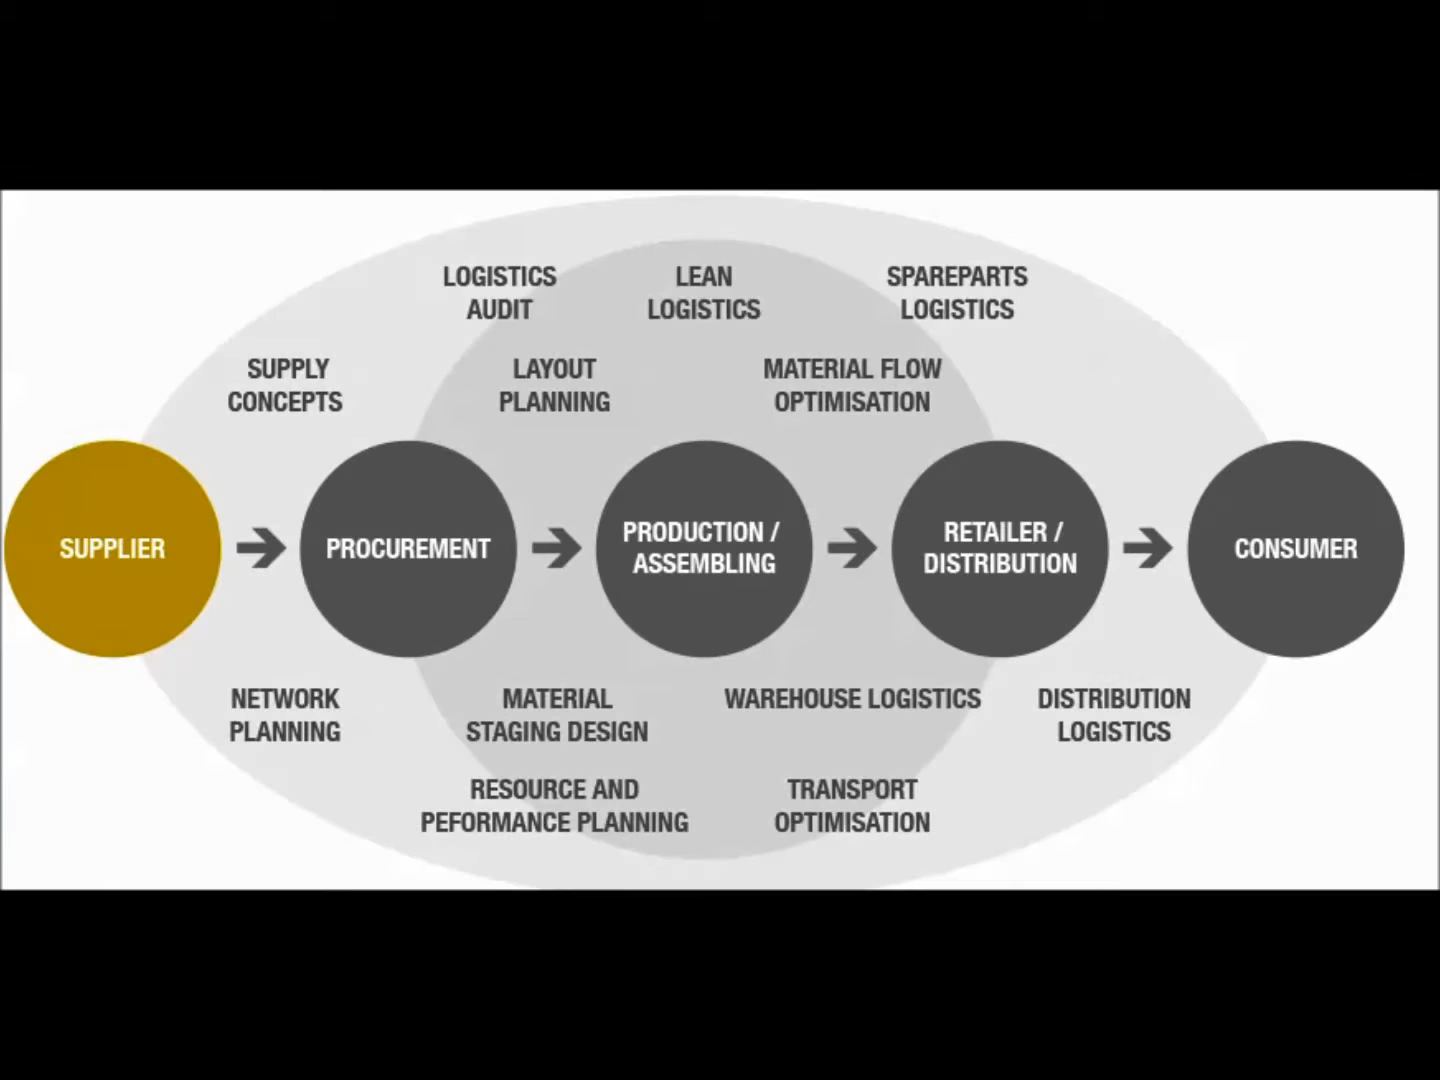 LOGISTICS
AUDIT
LEAN
LOGISTICS
SPAREPARTS
LOGISTICS
SUPPLY
CONCEPTS
LAYOUT
PLANNING
MATERIAL FLOW
OPTIMISATION
SUPPLIER
PROCUREMENT
PRODUCTION /
ASSEMBLING
RETAILER /
DISTRIBUTION
CONSUMER
NETWORK
PLANNING
MATERIAL
STAGING DESIGN
WAREHOUSE LOGISTICS
DISTRIBUTION
LOGISTICS
RESOURCE AND
PEFORMANCE PLANNING
TRANSPORT
OPTIMISATION